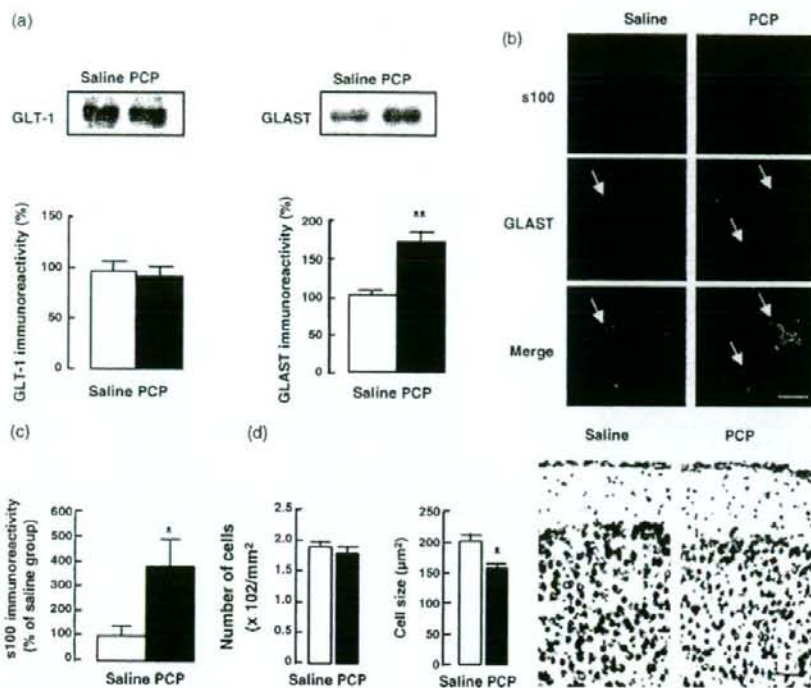 (a)
Saline PCP
GLT-1
GLT-1 immunoreactivity (%)
150
100
50
0
Saline PCP
Saline PCP
GLAST
GLAST immunoreactivity (%)
200
150
100
50
0
**
Saline PCP
(b)
Saline
PCP
s100
GLAST
Merge
(c)
s100 immunoreactivity
(% of saline group)
600
500
400
300
200
100
0
*
Saline PCP
(d)
Number of cells
(x 102/mm²
2.5
2.0
1.5
1.0
0.5
0
Saline PCP
Cell size (µm²)
250
200
150
100
50
0
*
Saline PCP
Saline
PCP